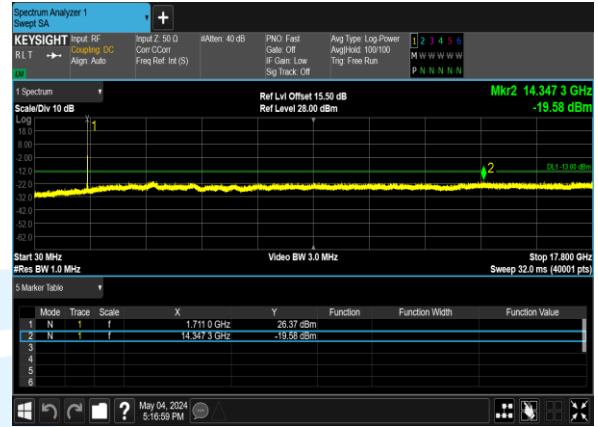 Spectrum Analyzer 1
Swept SA
+
KEYSIGHT Input: RF Input Z: 50 Ω #Atten: 40 dB PNO: Fast Avg Type: Log-Power 1 2 3 4 5 6
RLT Coupling: DC Corr CCorr Gate: Off Avg|Hold: 100/100 M W W W W W
Align: Auto Freq Ref: Int (S) IF Gain: Low Trig: Free Run P N N N N N
Sig Track: Off
1 Spectrum Ref Lvl Offset 15.50 dB Mkr2 14.347 3 GHz
Scale/Div 10 dB Ref Level 28.00 dBm -19.58 dBm
Log
1
18.0
8.00
-2.00
-12.0 2 DL1 -13.00 dBm
-22.0
-32.0
-42.0
-52.0
-62.0
Start 30 MHz Video BW 3.0 MHz Stop 17.800 GHz
#Res BW 1.0 MHz Sweep 32.0 ms (40001 pts)
5 Marker Table
Mode Trace Scale X Y Function Function Width Function Value
1 N 1 f 1.711 0 GHz 26.37 dBm
2 N 1 f 14.347 3 GHz -19.58 dBm
3
4
5
6
? May 04, 2024
5:16:59 PM